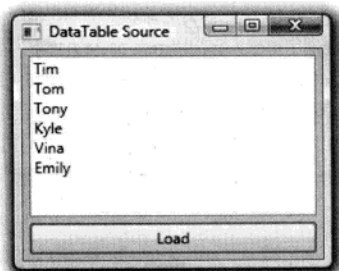 DataTable Source
Tim
Tom
Tony
Kyle
Vina
Emily
Load